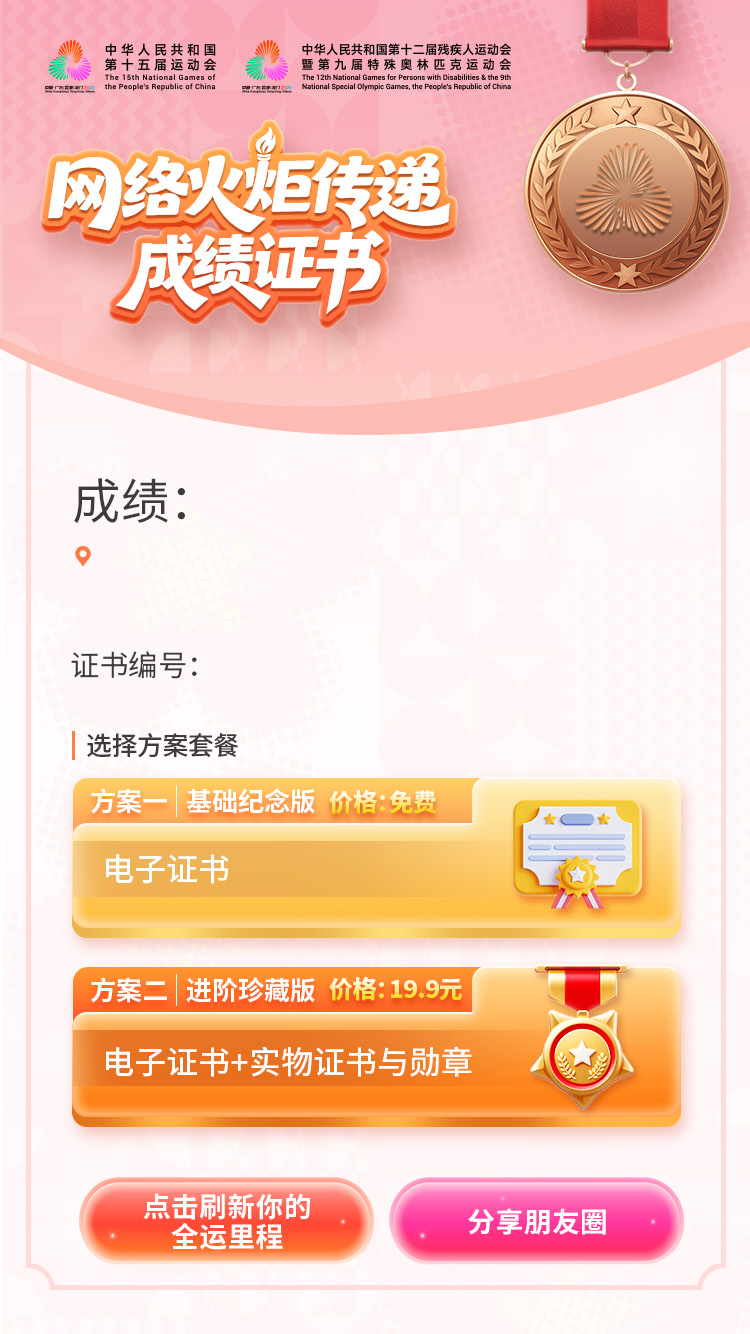 中华人民共和国
第十五届运动会
The 15th National Games of
the People's Republic of China
中华人民共和国第十二届残疾人运动会
暨第九届特殊奥林匹克运动会
The 12th National Games for Persons with Disabilities & the 9th
National Special Olympic Games, the People's Republic of China
网络火炬传递
成绩证书
成绩：
证书编号：
选择方案套餐
方案一 基础纪念版 价格：免费
电子证书
方案二 进阶珍藏版 价格：19.9元
电子证书+实物证书与勋章
点击刷新你的
全运里程
分享朋友圈